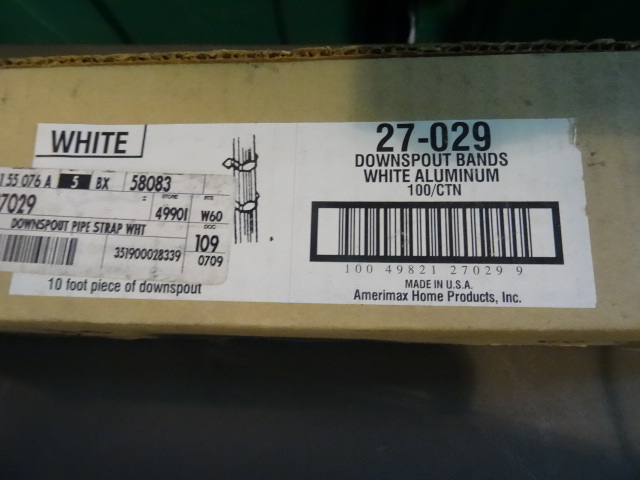 WHITE
155 076 A 5 BX 58083
7029 49901 W60
DOWNSPOUT PIPE STRAP WHT 109
351900028339 0709
10 foot piece of downspout
27-029
DOWNSPOUT BANDS
WHITE ALUMINUM
100/CTN
100 49821 27029 9
MADE IN U.S.A.
Amerimax Home Products, Inc.